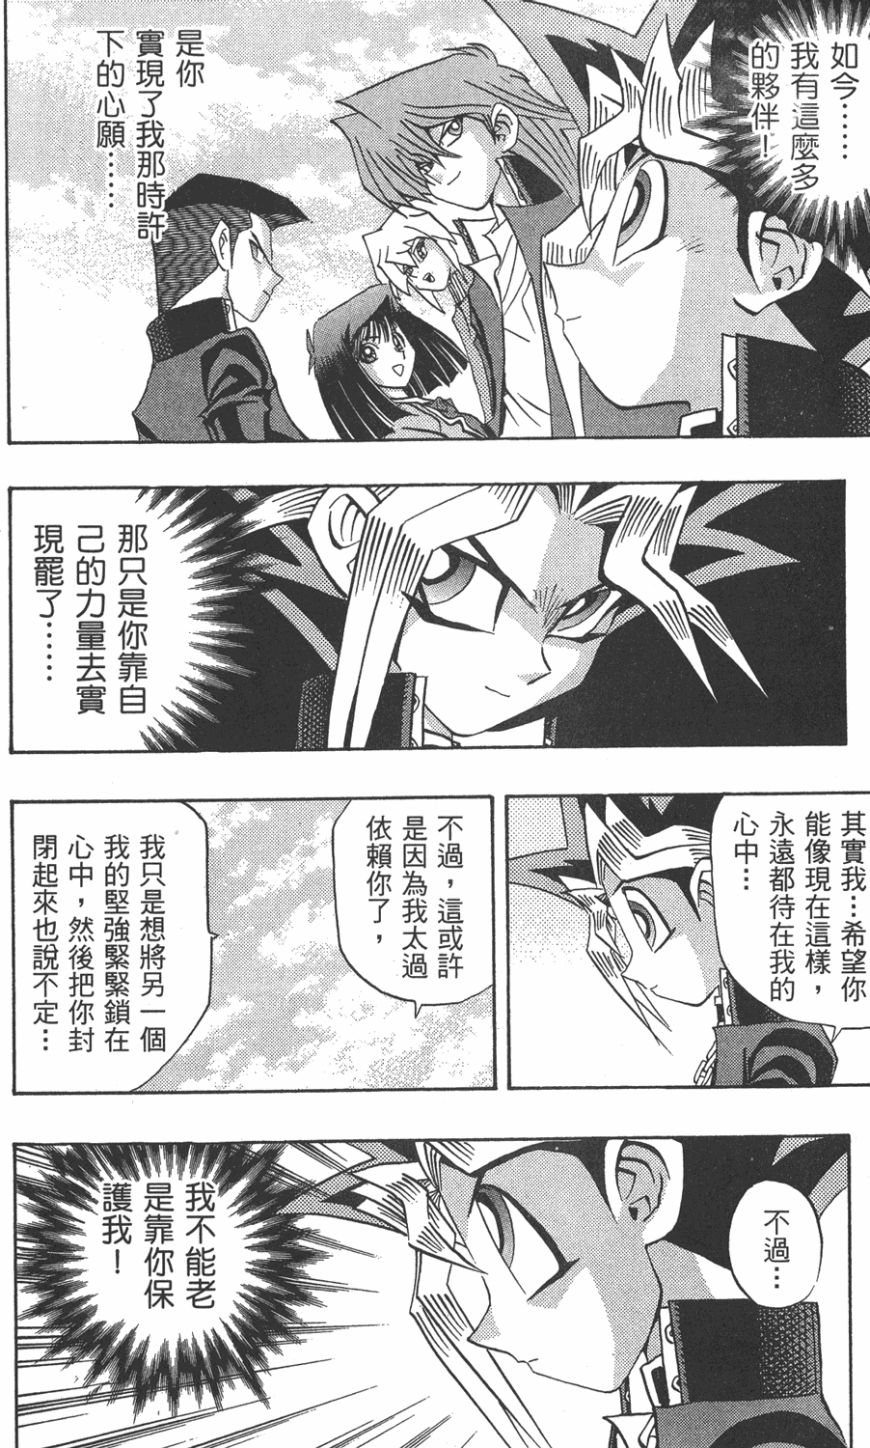 如今……
我有這麼多
的夥伴！
是你
實現了我那時許
下的心願……
那只是你靠自
己的力量去實
現罷了……
其實我…希望你
能像現在這樣，
永遠都待在我的
心中…
不過，這或許
是因為我太過
依賴你了，
我只是想將另一個
我的堅強緊緊鎖在
心中，然後把你封
閉起來也說不定…
不過…
我不能老
是靠你保
護我！